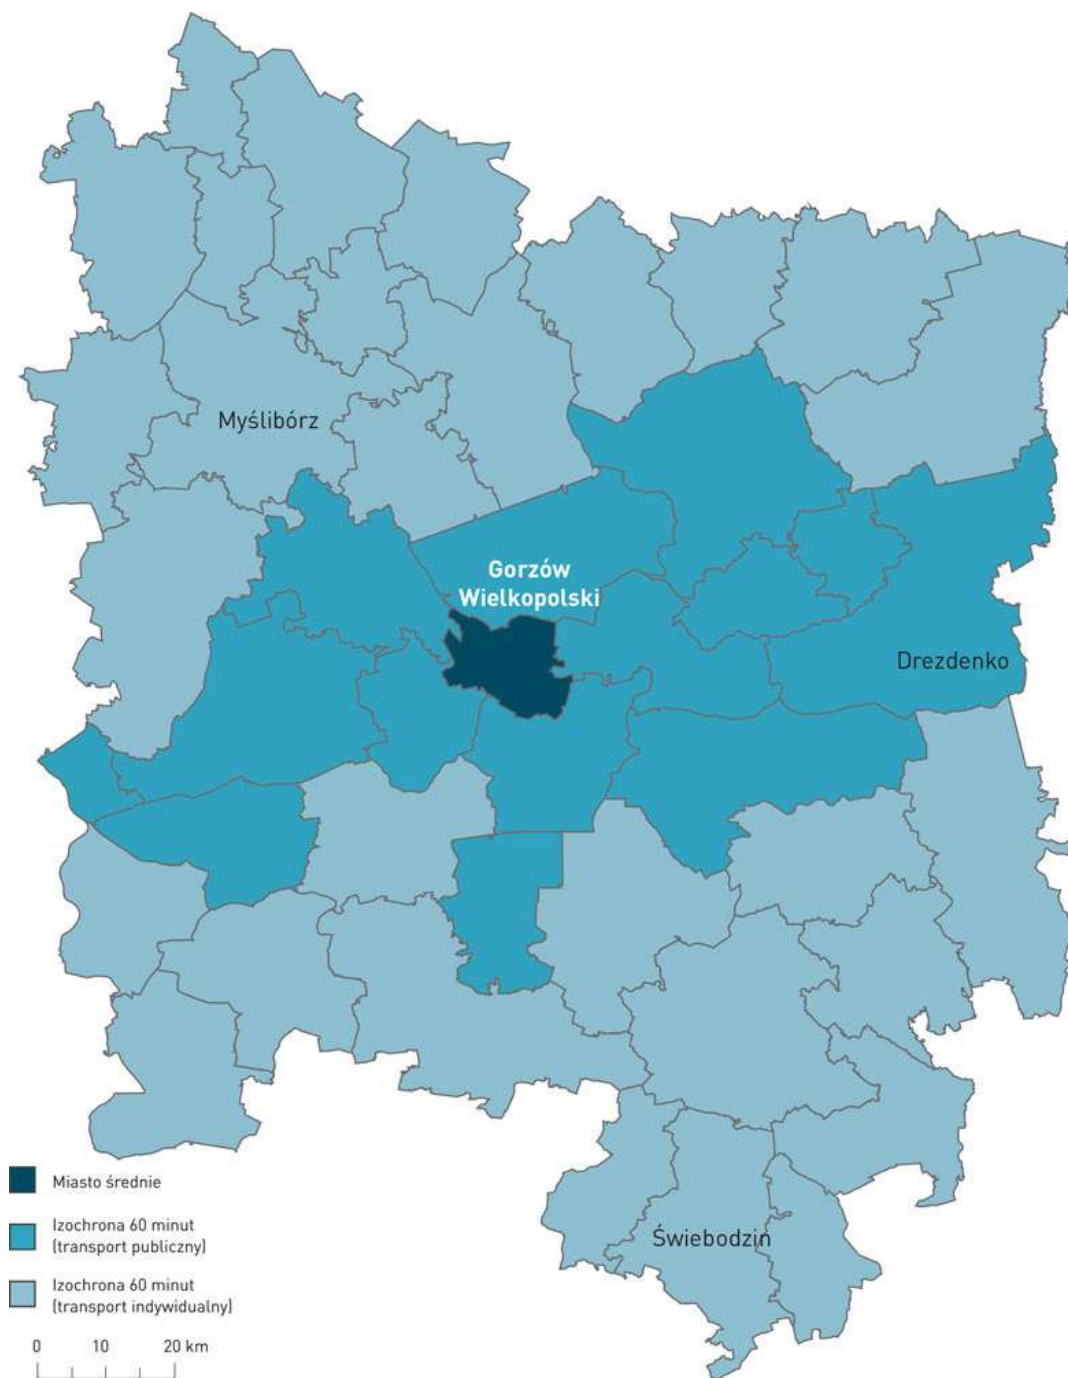 Myślibórz
Gorzów
Wielkopolski
Drezdenko
Miasto średnie
Izochrona 60 minut
(transport publiczny)
Świebodzin
Izochrona 60 minut
(transport indywidualny)
0 10 20 km